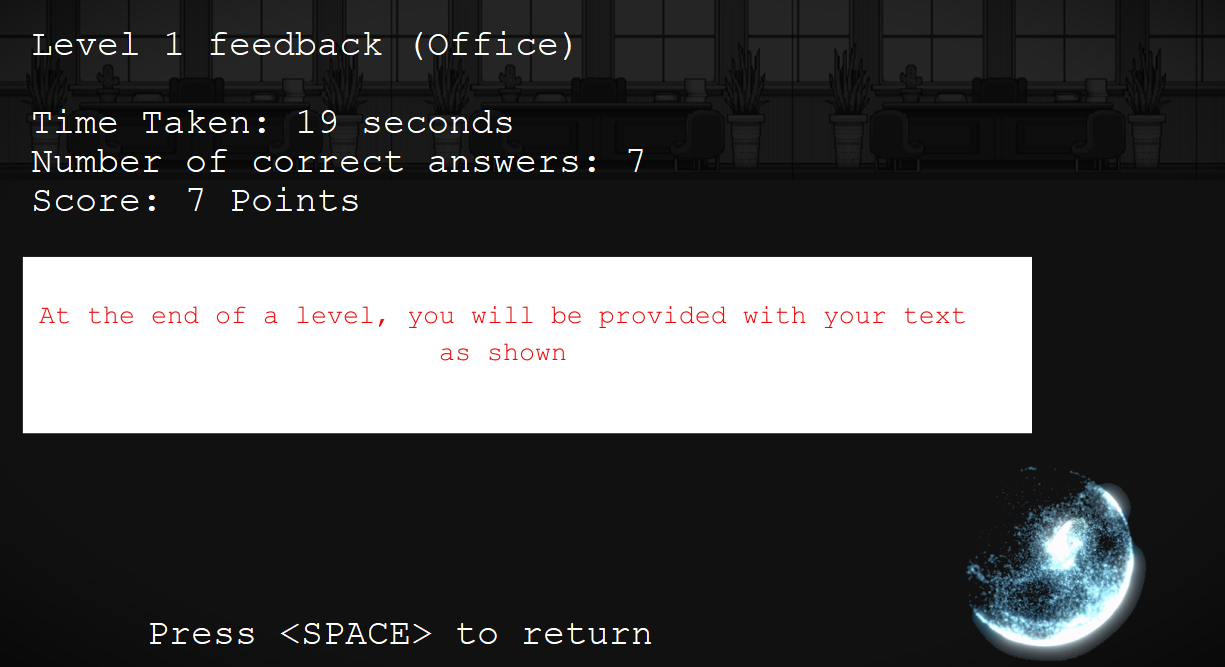 Level 1 feedback (Office)
Time Taken: 19 seconds
Number of correct answers: 7
Score: 7 Points
At the end of a level, you will be provided with your text
as shown
Press <SPACE> to return